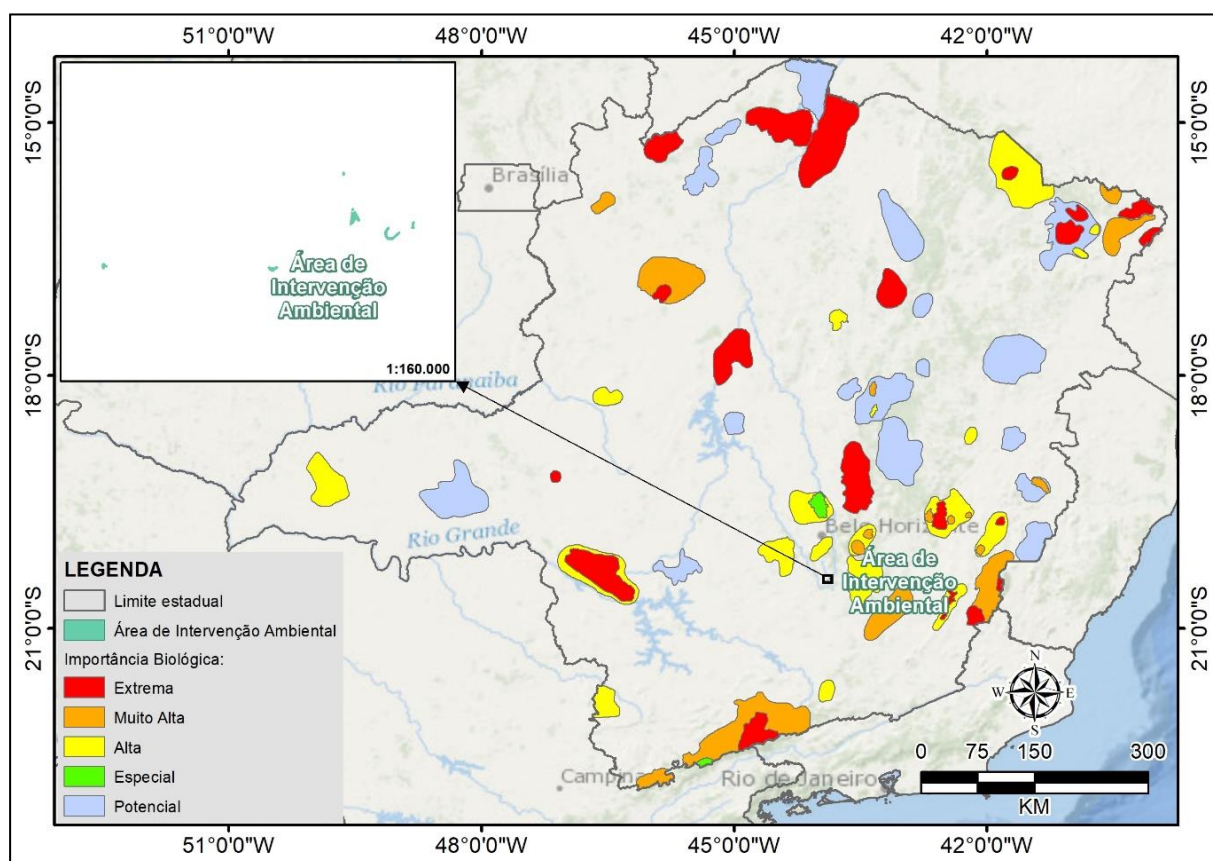 51°0'0"W 48°0'0"W 45°0'0"W 42°0'0"W
15°0'0"S 15°0'0"S
Brasília
Área de
Intervenção
Ambiental
1:160.000
18°0'0"S 18°0'0"S
Rio Paranaíba
Rio Grande
Belo Horizonte
Área de
Intervenção
Ambiental
LEGENDA
Limite estadual
Área de Intervenção Ambiental
Importância Biológica:
Extrema
Muito Alta
Alta
Especial
Potencial
21°0'0"S 21°0'0"S
N
W E
S
0 75 150 300
KM
Campina
Rio de Janeiro
51°0'0"W 48°0'0"W 45°0'0"W 42°0'0"W